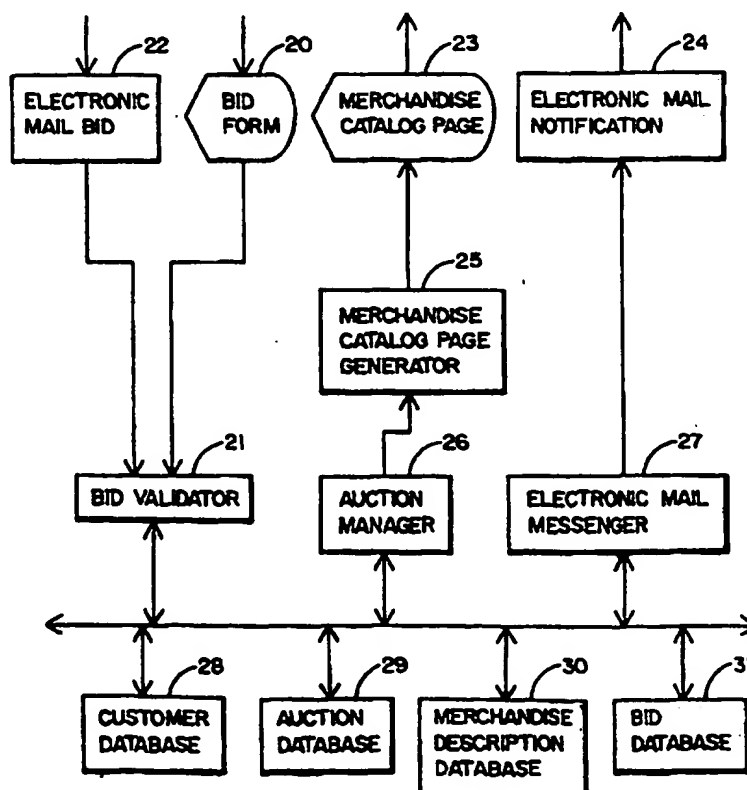 22
20
23
24
ELECTRONIC
MAIL BID
BID
FORM
MERCHANDISE
CATALOG PAGE
ELECTRONIC MAIL
NOTIFICATION
25
MERCHANDISE
CATALOG PAGE
GENERATOR
21
26
27
BID VALIDATOR
AUCTION
MANAGER
ELECTRONIC MAIL
MESSENGER
28
29
30
CUSTOMER
DATABASE
AUCTION
DATABASE
MERCHANDISE
DESCRIPTION
DATABASE
BID
DATABASE